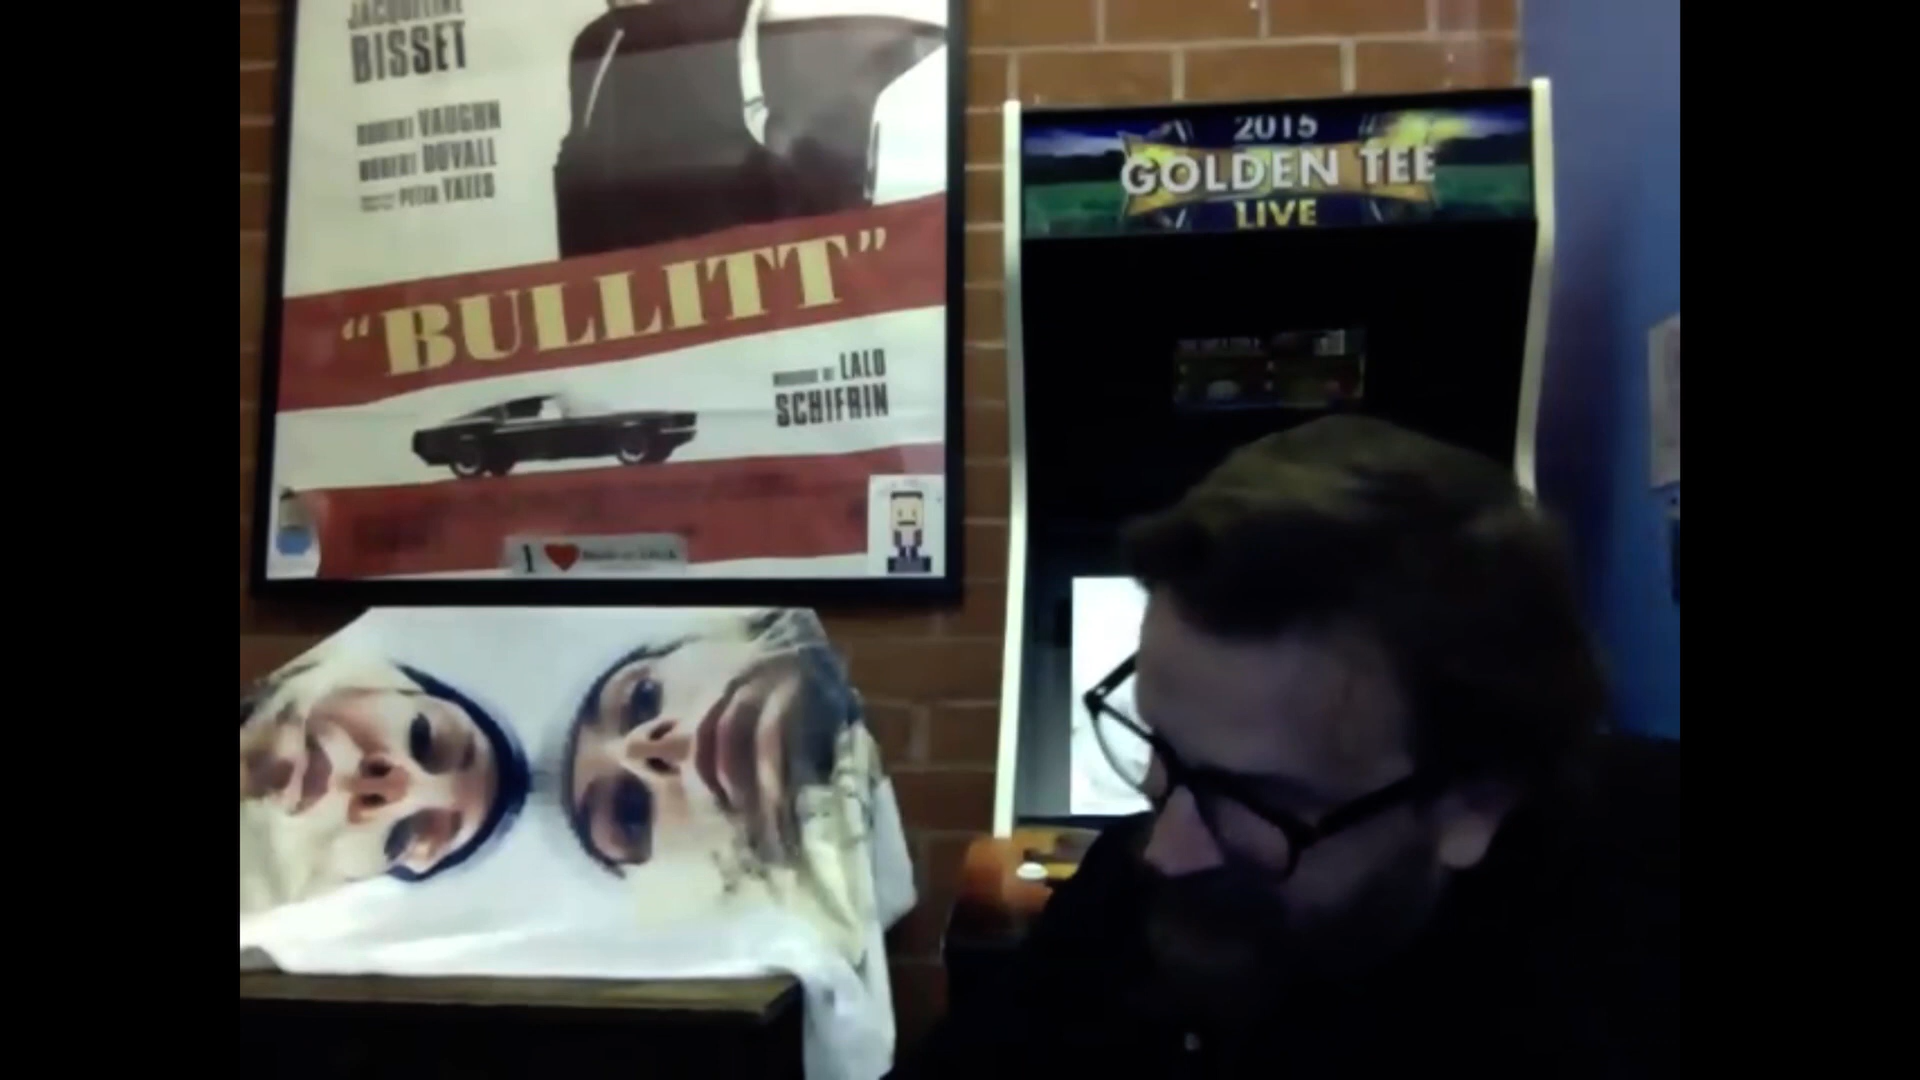 JACQUELINE
BISSET
ROBERT VAUGHN
ROBERT DUVALL
PETER YATES
"BULLITT"
LALO
SCHIFRIN
I
2015
GOLDEN TEE
LIVE